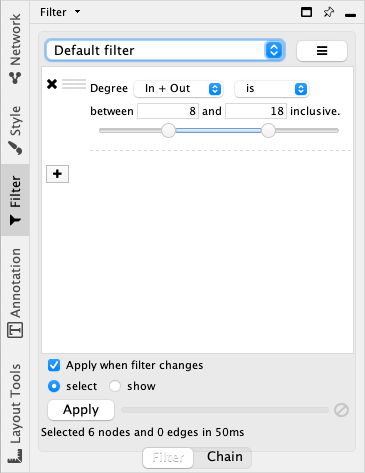 Filter
Network
Style
Filter
Annotation
Layout Tools
Default filter
Degree In + Out is
between 8 and 18 inclusive.
Apply when filter changes
select show
Apply
Selected 6 nodes and 0 edges in 50ms
Filter Chain